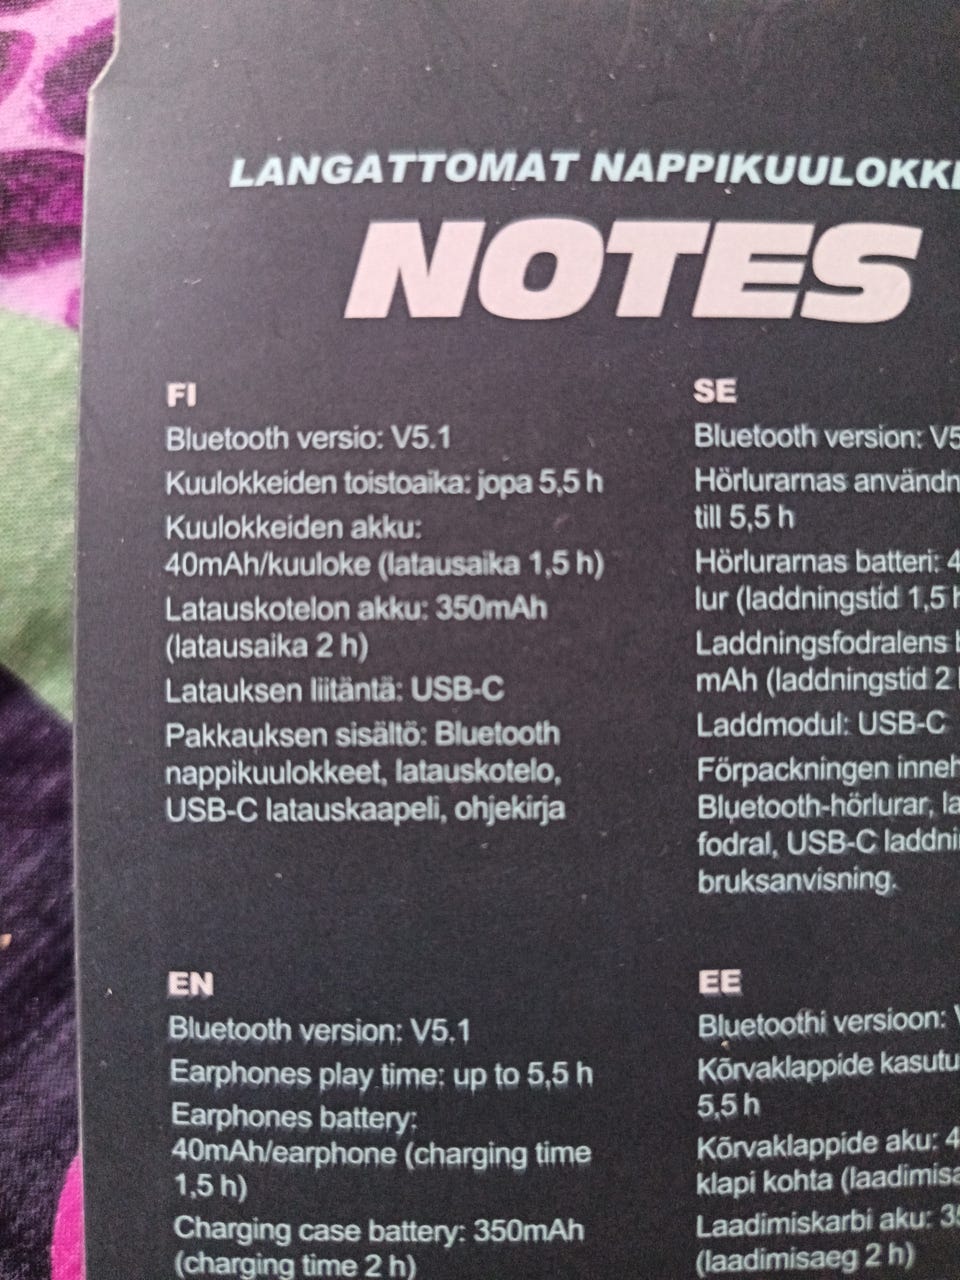 LANGATTOMAT NAPPIKUULOKK
NOTES
FI
Bluetooth versio: V5.1
Kuulokkeiden toistoaika: jopa 5,5 h
Kuulokkeiden akku:
40mAh/kuuloke (latausaika 1,5 h)
Latauskotelon akku: 350mAh
(latausaika 2 h)
Latauksen liitäntä: USB-C
Pakkauksen sisältö: Bluetooth
nappikuulokkeet, latauskotelo,
USB-C latauskaapeli, ohjekirja
SE
Bluetooth version: V5
Hörlurarnas användn
till 5,5 h
Hörlurarnas batteri: 4
lur (laddningstid 1,5 h
Laddningsfodralens b
mAh (laddningstid 2
Laddmodul: USB-C
Förpackningen inneh
Bluetooth-hörlurar, la
fodral, USB-C laddni
bruksanvisning.
EN
Bluetooth version: V5.1
Earphones play time: up to 5,5 h
Earphones battery:
40mAh/earphone (charging time
1,5 h)
Charging case battery: 350mAh
(charging time 2 h)
EE
Bluetoothi versioon: V
Kõrvaklappide kasutu
5,5 h
Kõrvaklappide aku: 4
klapi kohta (laadimisa
Laadimiskarbi aku: 35
(laadimisaeg 2 h)